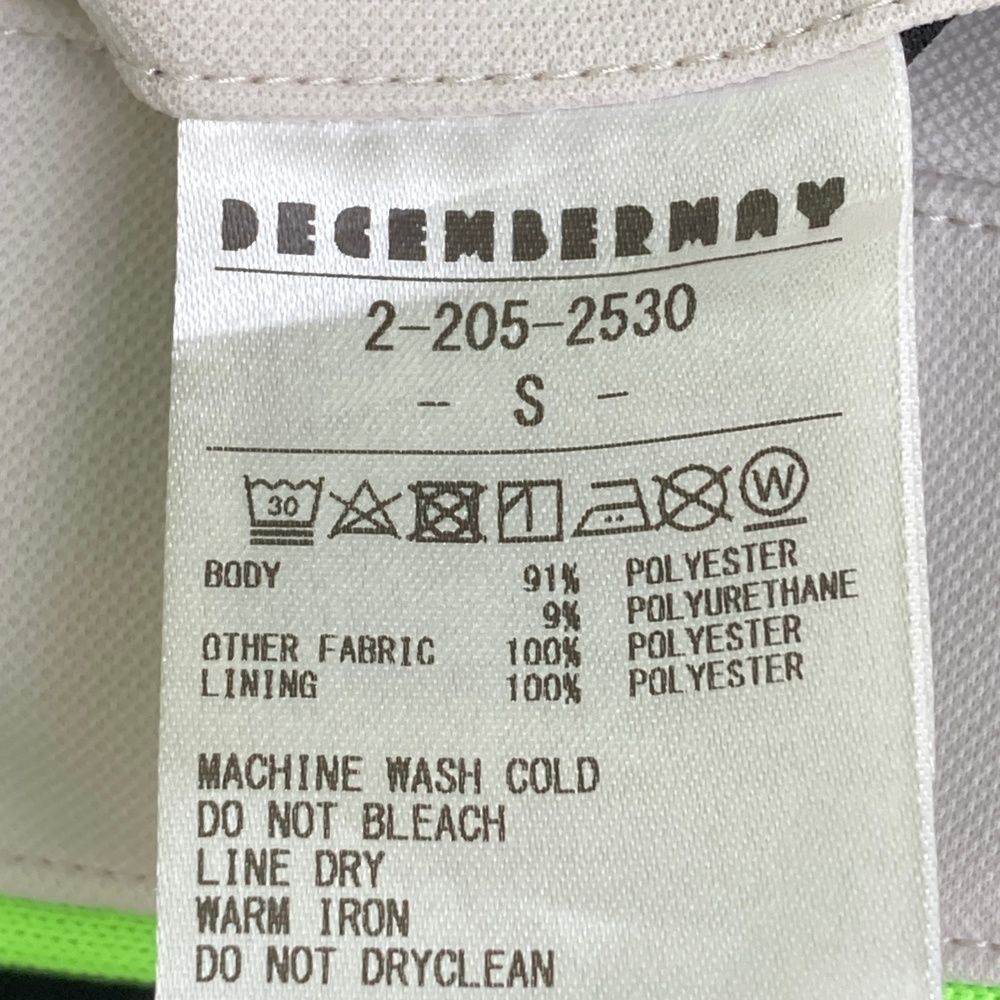 DECEMBERMAY
2-205-2530
- S -
30 W
BODY 91% POLYESTER
9% POLYURETHANE
OTHER FABRIC 100% POLYESTER
LINING 100% POLYESTER
MACHINE WASH COLD
DO NOT BLEACH
LINE DRY
WARM IRON
DO NOT DRYCLEAN